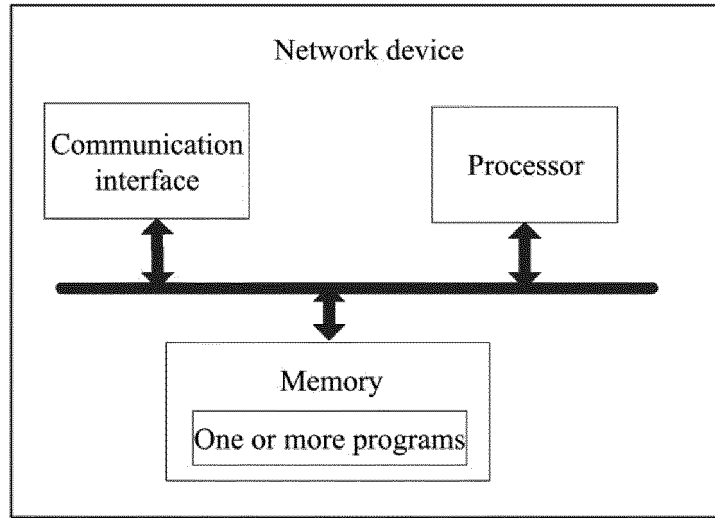 Network device
Communication
interface
Processor
Memory
One or more programs